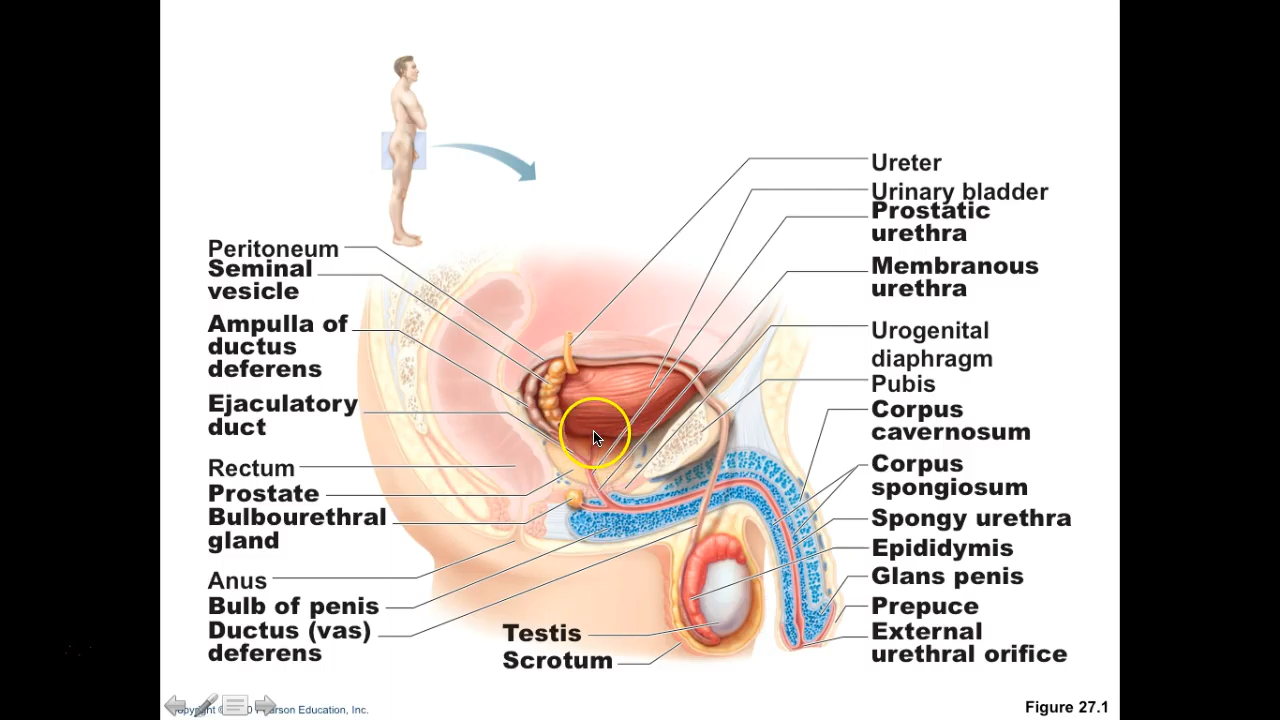 Peritoneum
Seminal
vesicle
Ampulla of
ductus
deferens
Ejaculatory
duct
Rectum
Prostate
Bulbourethral
gland
Anus
Bulb of penis
Ductus (vas)
deferens
Testis
Scrotum
Ureter
Urinary bladder
Prostatic
urethra
Membranous
urethra
Urogenital
diaphragm
Pubis
Corpus
cavernosum
Corpus
spongiosum
Spongy urethra
Epididymis
Glans penis
Prepuce
External
urethral orifice
Education, Inc.
Figure 27.1